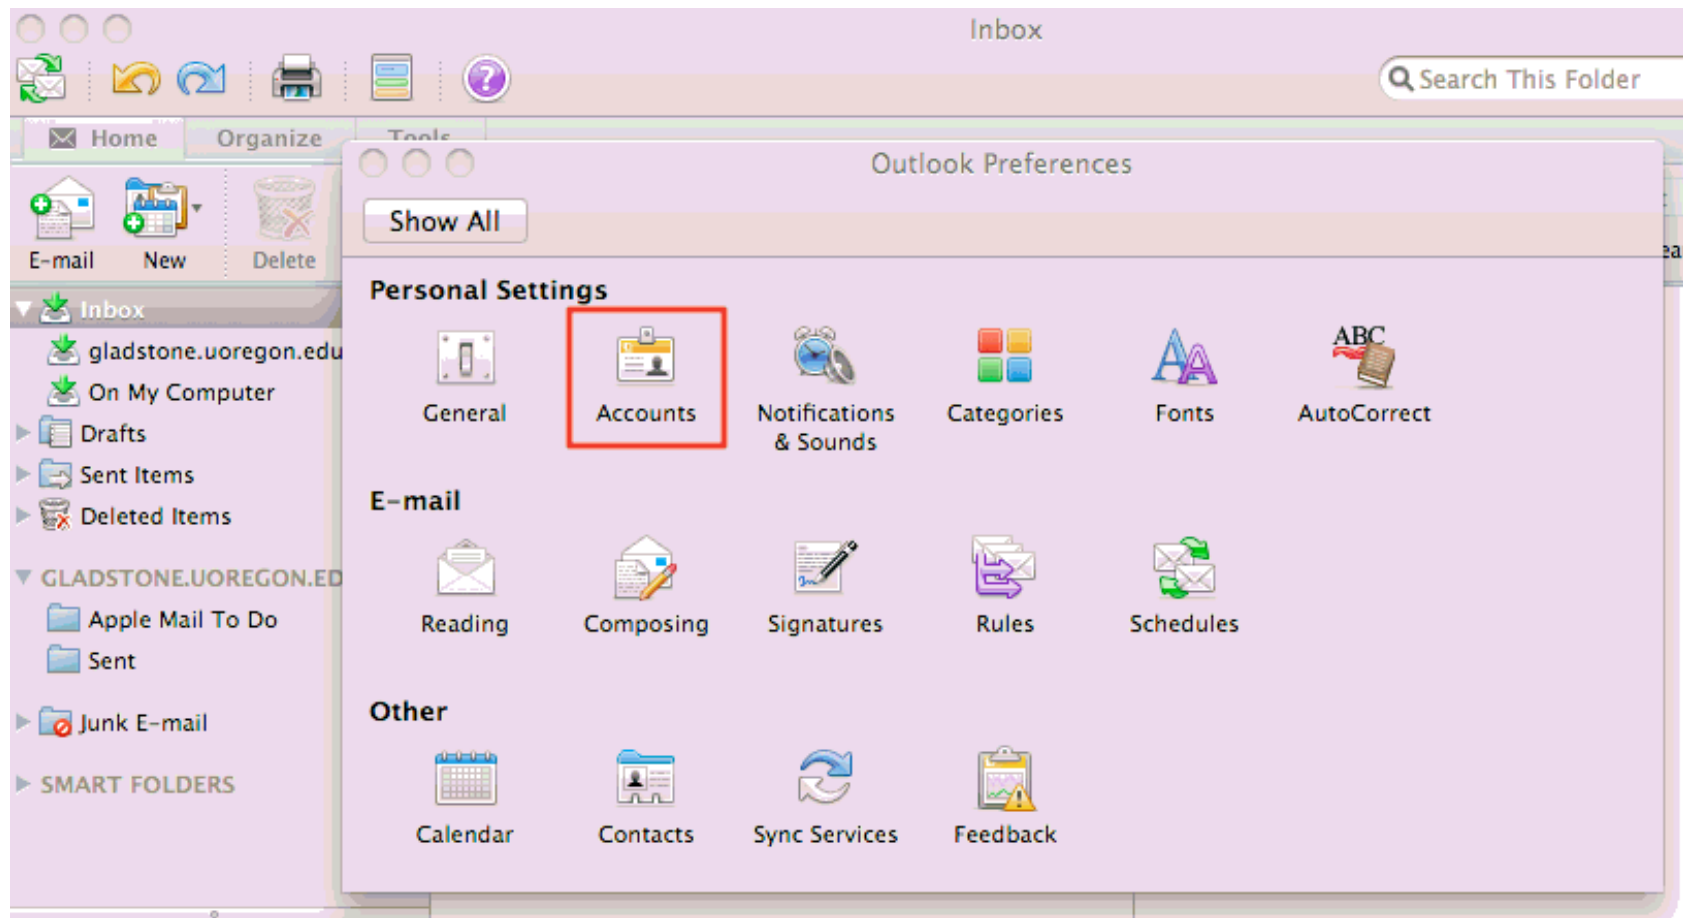 Inbox
Search This Folder
Home Organize Tools
Outlook Preferences
Show All
E-mail New Delete
Personal Settings
Inbox
gladstone.uoregon.edu
On My Computer
Drafts
Sent Items
Deleted Items
GLADSTONE.UOREGON.ED
Apple Mail To Do
Sent
Junk E-mail
SMART FOLDERS
ABC
General Accounts Notifications Categories Fonts AutoCorrect
& Sounds
E-mail
Reading Composing Signatures Rules Schedules
Other
Calendar Contacts Sync Services Feedback